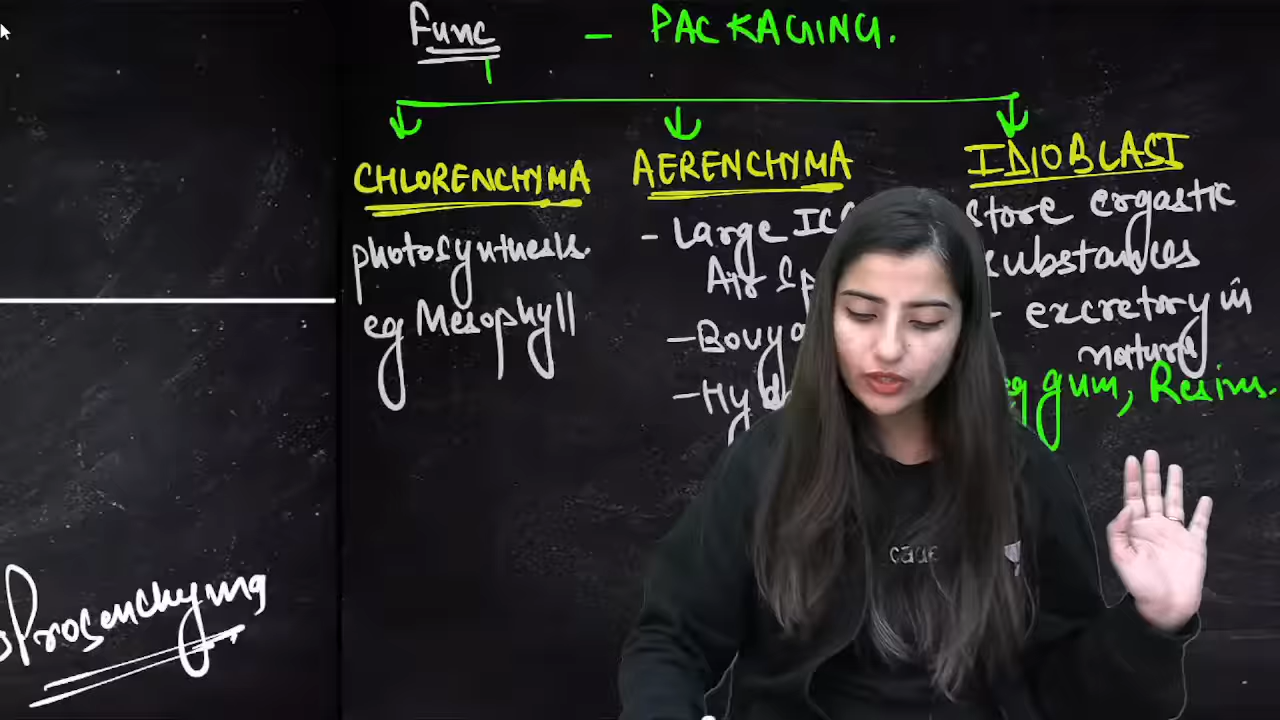 Func - PACKAGING.
CHLORENCHYMA
photosynthesis.
eg Mesophyll
AERENCHYMA
- Large
Air
-
-
IDIOBLAST
store ergastic
substances
- excretory in
nature
eg gum, Resins.
Prosenchyma